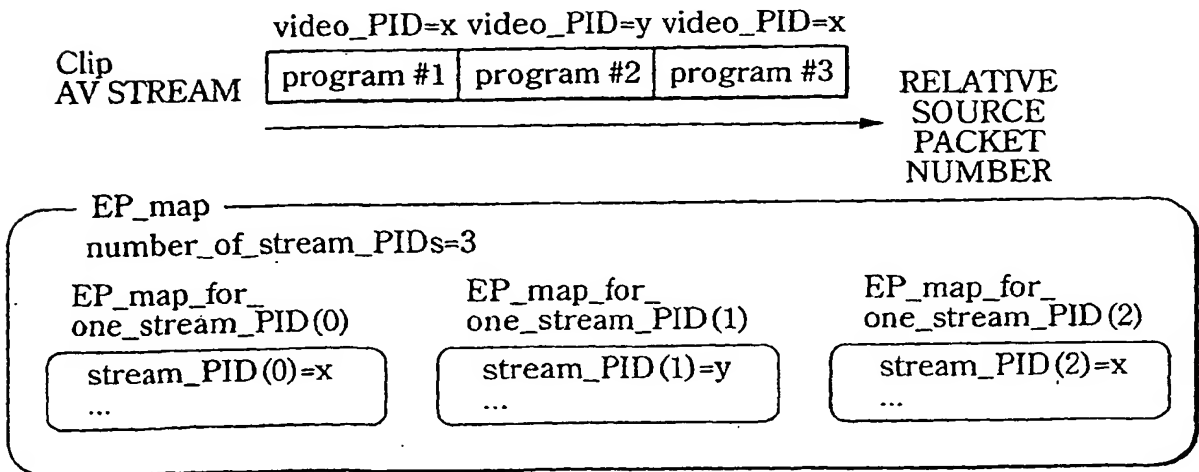 video_PID=x video_PID=y video_PID=x
Clip
AV STREAM
program #1 program #2 program #3
RELATIVE
SOURCE
PACKET
NUMBER
EP_map
number_of_stream_PIDs=3
EP_map_for_
one_stream_PID(0)
stream_PID(0)=x
...
EP_map_for_
one_stream_PID(1)
stream_PID(1)=y
...
EP_map_for_
one_stream_PID(2)
stream_PID(2)=x
...